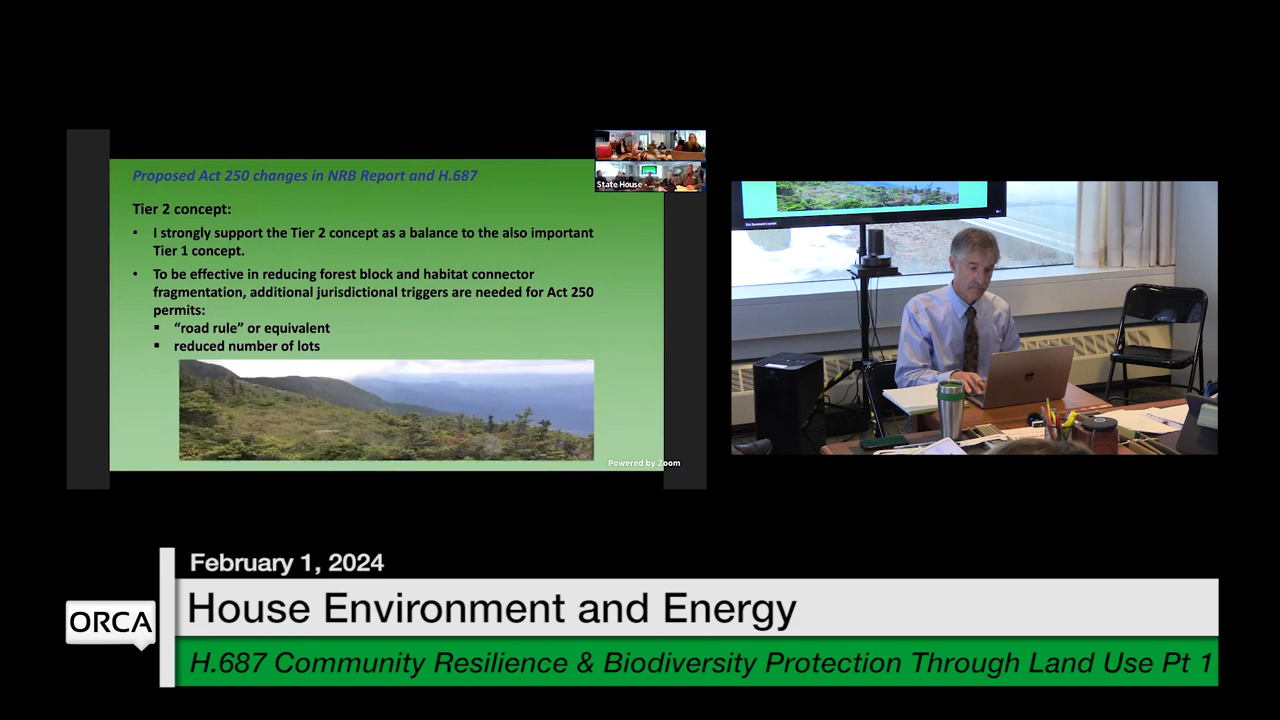 Proposed Act 250 changes in NRB Report and H.687
State House -
Tier 2 concept:
• I strongly support the Tier 2 concept as a balance to the also important
Tier 1 concept.
• To be effective in reducing forest block and habitat connector
fragmentation, additional jurisdictional triggers are needed for Act 250
permits:
▪ “road rule” or equivalent
▪ reduced number of lots
Powered by Zoom
February 1, 2024
ORCA
House Environment and Energy
H.687 Community Resilience & Biodiversity Protection Through Land Use Pt 1